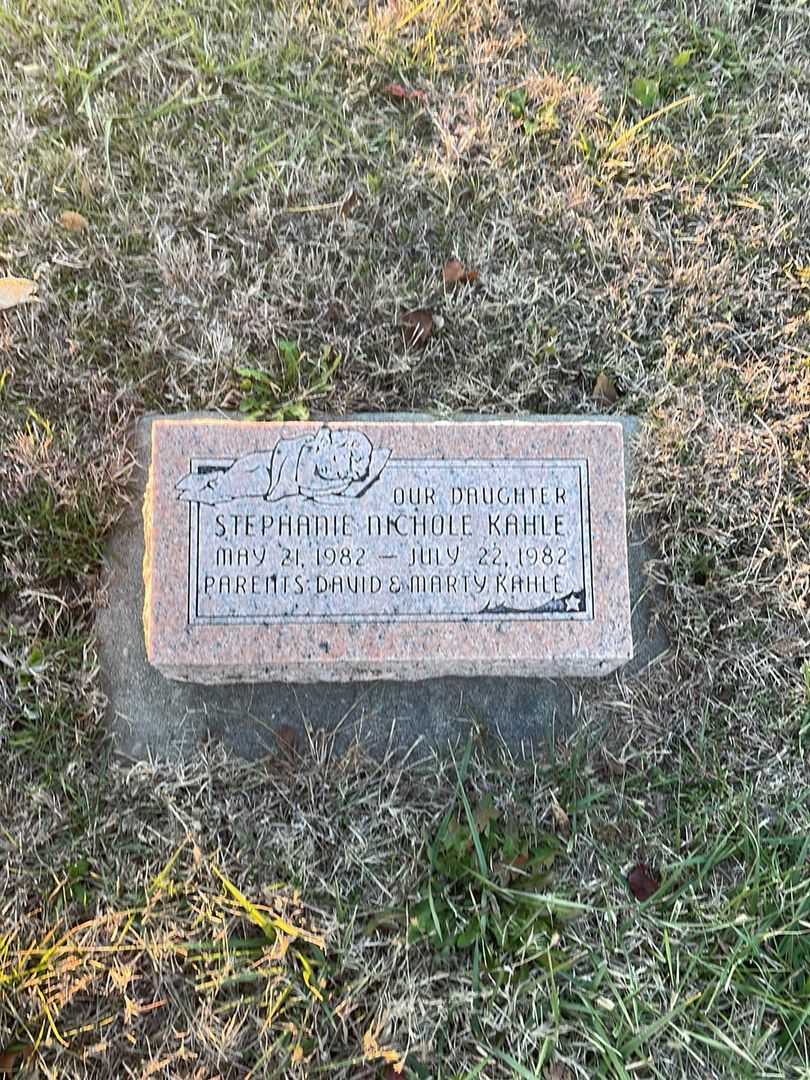 OUR DAUGHTER
STEPHANIE NICHOLE KAHLE
MAY 21, 1982 — JULY 22, 1982
PARENTS: DAVID & MARTY KAHLE